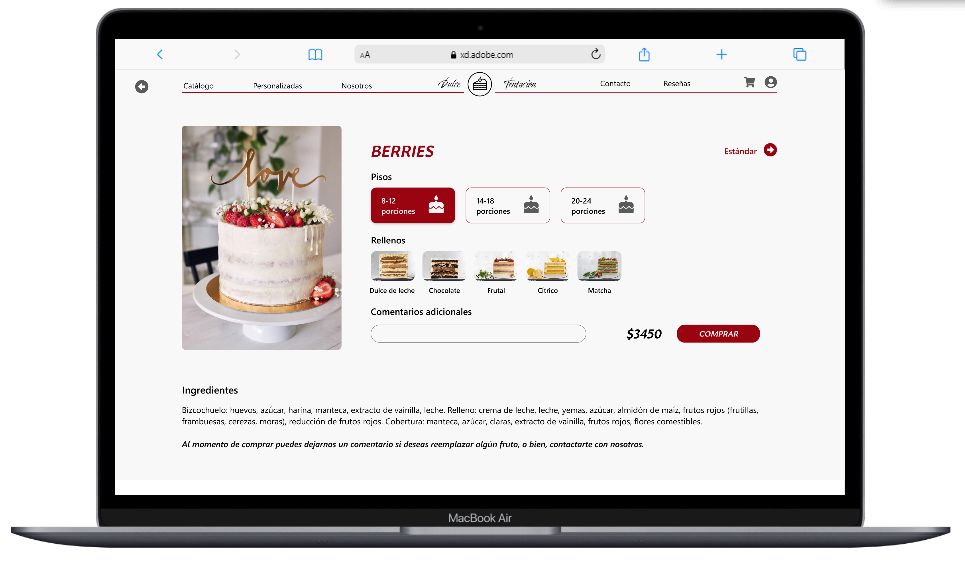 AA xd.adobe.com
Catálogo Personalizadas Nosotros Dulce Tentación Contacto Reseñas
love
BERRIES
Estándar
Pisos
8-12
porciones
14-18
porciones
20-24
porciones
Rellenos
Dulce de leche Chocolate Frutal Cítrico Matcha
Comentarios adicionales
$3450 COMPRAR
Ingredientes
Bizcochuelo: huevos, azúcar, harina, manteca, extracto de vainilla, leche. Relleno: crema de leche, leche, yemas, azúcar, almidón de maíz, frutos rojos (frutillas,
frambuesas, cerezas, moras), reducción de frutos rojos. Cobertura: manteca, azúcar, claras, extracto de vainilla, frutos rojos, flores comestibles.
Al momento de comprar puedes dejarnos un comentario si deseas reemplazar algún fruto, o bien, contactarte con nosotros.
MacBook Air